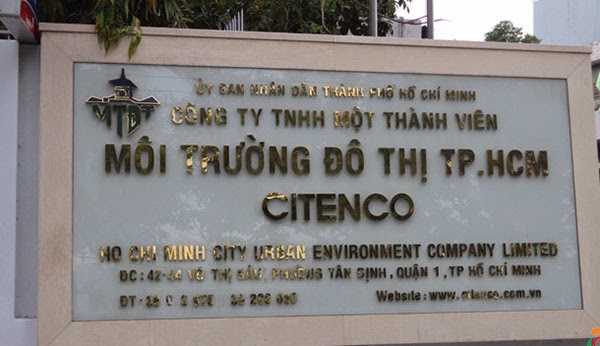 MTĐT
ỦY BAN NHÂN DÂN THÀNH PHỐ HỒ CHÍ MINH
CÔNG TY TNHH MỘT THÀNH VIÊN
MÔI TRƯỜNG ĐÔ THỊ TP.HCM
CITENCO
HO CHI MINH CITY URBAN ENVIRONMENT COMPANY LIMITED
ĐC: 42-44 VÕ THỊ SÁU, PHƯỜNG TÂN ĐỊNH, QUẬN 1, TP HỒ CHÍ MINH
ĐT-
Website: www.citenco.com.vn